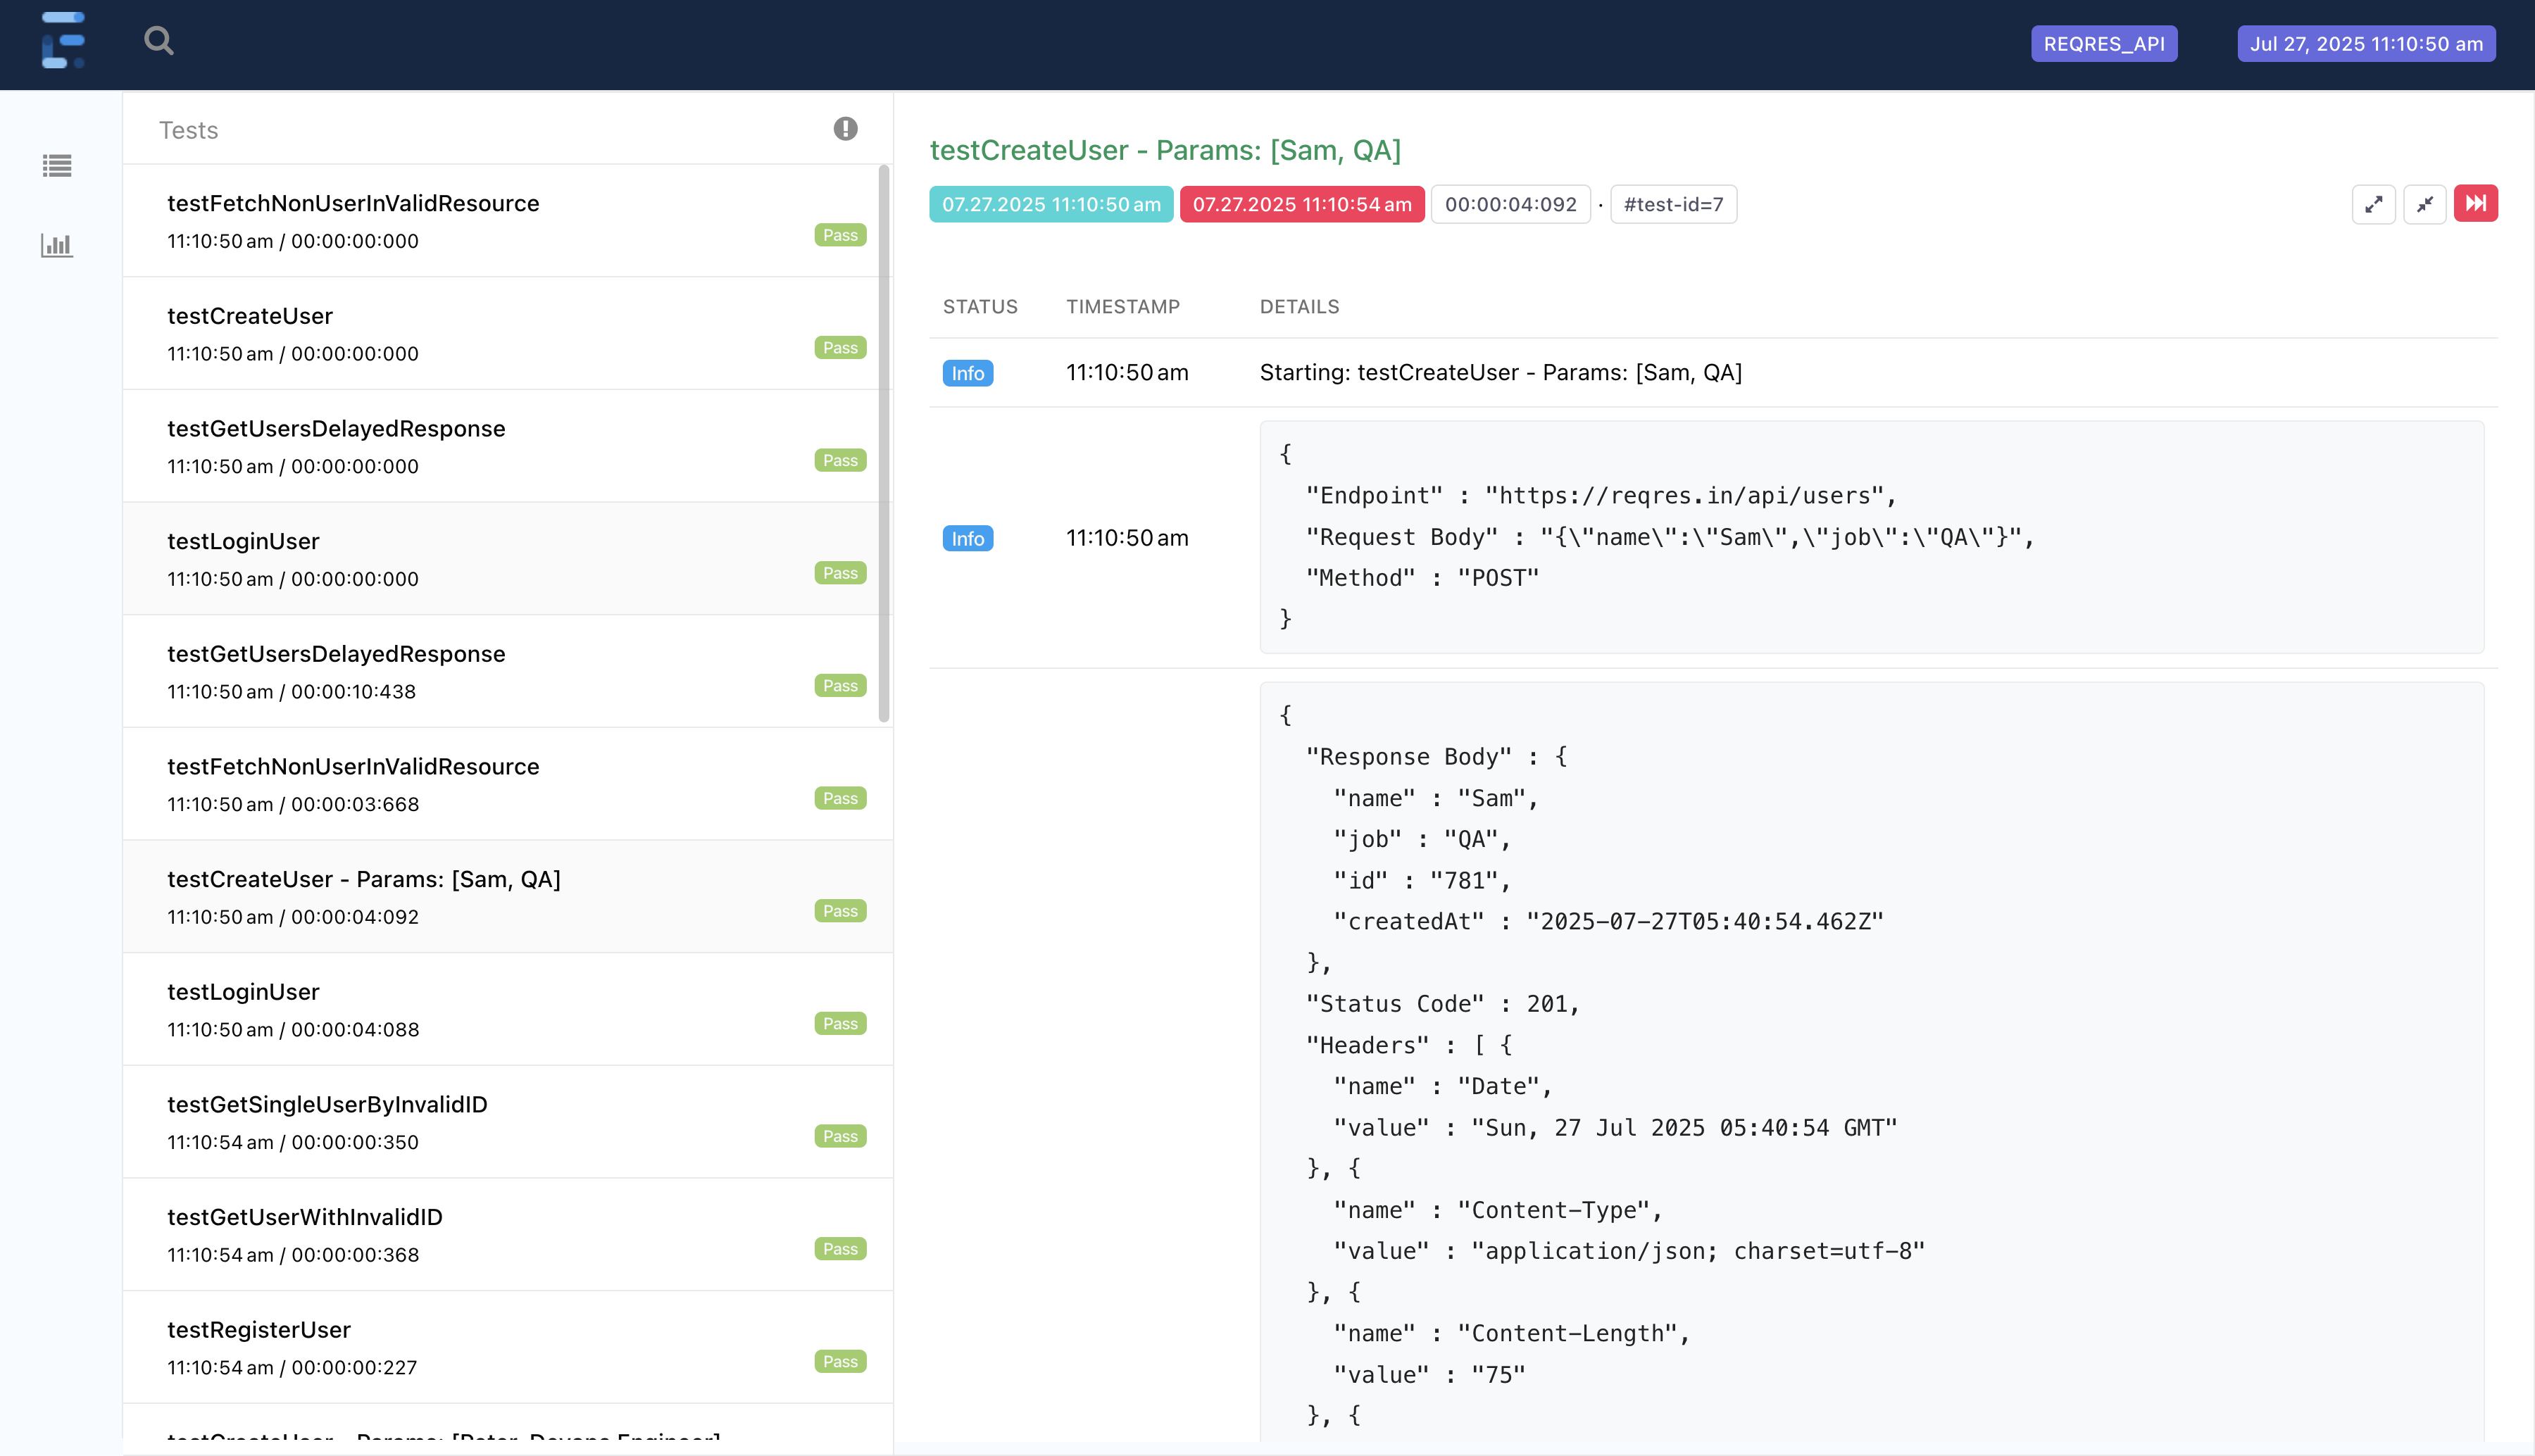 REQRES_API
Jul 27, 2025 11:10:50 am
Tests
testFetchNonUserInValidResource
11:10:50 am / 00:00:00:000
Pass
testCreateUser
11:10:50 am / 00:00:00:000
Pass
testGetUsersDelayedResponse
11:10:50 am / 00:00:00:000
Pass
testLoginUser
11:10:50 am / 00:00:00:000
Pass
testGetUsersDelayedResponse
11:10:50 am / 00:00:10:438
Pass
testFetchNonUserInValidResource
11:10:50 am / 00:00:03:668
Pass
testCreateUser - Params: [Sam, QA]
11:10:50 am / 00:00:04:092
Pass
testLoginUser
11:10:50 am / 00:00:04:088
Pass
testGetSingleUserByInvalidID
11:10:54 am / 00:00:00:350
Pass
testGetUserWithInvalidID
11:10:54 am / 00:00:00:368
Pass
testRegisterUser
11:10:54 am / 00:00:00:227
Pass
testCreateUser - Params: [Peter, Devops Engineer]
testCreateUser - Params: [Sam, QA]
07.27.2025 11:10:50 am 07.27.2025 11:10:54 am 00:00:04:092 · #test-id=7
STATUS TIMESTAMP DETAILS
Info 11:10:50 am Starting: testCreateUser - Params: [Sam, QA]
Info 11:10:50 am
{
"Endpoint" : "https://reqres.in/api/users",
"Request Body" : "{\"name\":\"Sam\",\"job\":\"QA\"}",
"Method" : "POST"
}
{
"Response Body" : {
"name" : "Sam",
"job" : "QA",
"id" : "781",
"createdAt" : "2025-07-27T05:40:54.462Z"
},
"Status Code" : 201,
"Headers" : [ {
"name" : "Date",
"value" : "Sun, 27 Jul 2025 05:40:54 GMT"
}, {
"name" : "Content-Type",
"value" : "application/json; charset=utf-8"
}, {
"name" : "Content-Length",
"value" : "75"
}, {